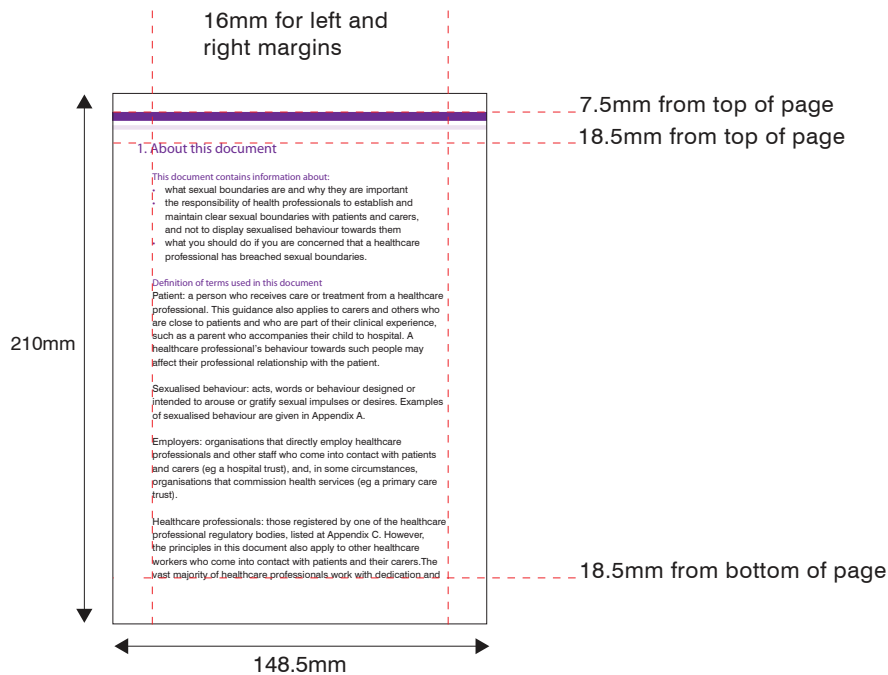 16mm for left and
right margins
7.5mm from top of page
18.5mm from top of page
1. About this document
This document contains information about:
• what sexual boundaries are and why they are important
• the responsibility of health professionals to establish and
maintain clear sexual boundaries with patients and carers,
and not to display sexualised behaviour towards them
• what you should do if you are concerned that a healthcare
professional has breached sexual boundaries.
Definition of terms used in this document
Patient: a person who receives care or treatment from a healthcare
professional. This guidance also applies to carers and others who
are close to patients and who are part of their clinical experience,
such as a parent who accompanies their child to hospital. A
healthcare professional's behaviour towards such people may
affect their professional relationship with the patient.
210mm
Sexualised behaviour: acts, words or behaviour designed or
intended to arouse or gratify sexual impulses or desires. Examples
of sexualised behaviour are given in Appendix A.
Employers: organisations that directly employ healthcare
professionals and other staff who come into contact with patients
and carers (eg a hospital trust), and, in some circumstances,
organisations that commission health services (eg a primary care
trust).
Healthcare professionals: those registered by one of the healthcare
professional regulatory bodies, listed at Appendix C. However,
the principles in this document also apply to other healthcare
workers who come into contact with patients and their carers.The
vast majority of healthcare professionals work with dedication and
18.5mm from bottom of page
148.5mm